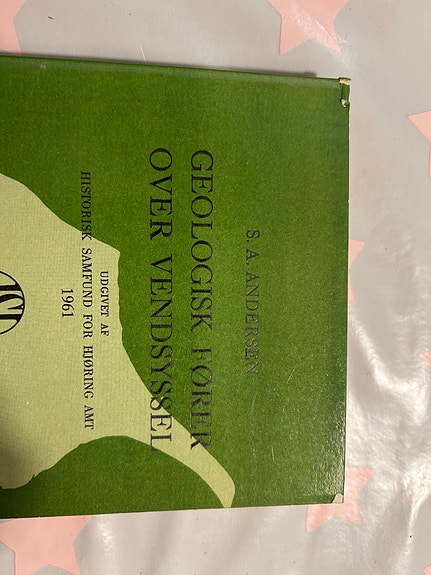 S. A. ANDERSEN
GEOLOGISK FØRER
OVER VENDSYSSEL
UDGIVET AF
HISTORISK SAMFUND FOR HJØRING AMT
1961